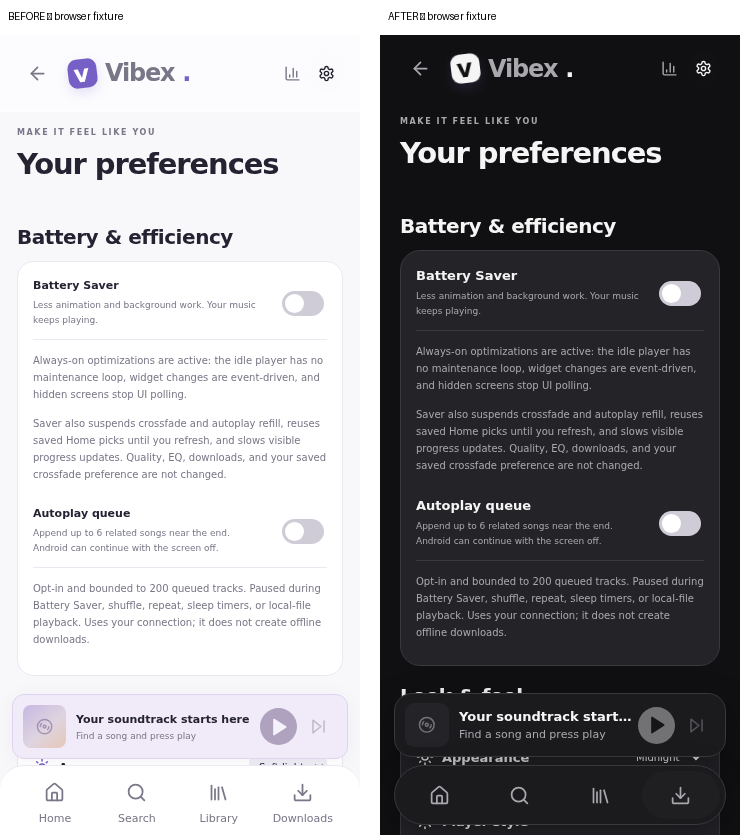 BEFORE browser fixture
Vibex .
MAKE IT FEEL LIKE YOU
Your preferences
Battery & efficiency
Battery Saver
Less animation and background work. Your music
keeps playing.
Always-on optimizations are active: the idle player has no
maintenance loop, widget changes are event-driven, and
hidden screens stop UI polling.
Saver also suspends crossfade and autoplay refill, reuses
saved Home picks until you refresh, and slows visible
progress updates. Quality, EQ, downloads, and your saved
crossfade preference are not changed.
Autoplay queue
Append up to 6 related songs near the end.
Android can continue with the screen off.
Opt-in and bounded to 200 queued tracks. Paused during
Battery Saver, shuffle, repeat, sleep timers, or local-file
playback. Uses your connection; it does not create offline
downloads.
Your soundtrack starts here
Find a song and press play
Home
Search
Library
Downloads
AFTER browser fixture
Vibex .
MAKE IT FEEL LIKE YOU
Your preferences
Battery & efficiency
Battery Saver
Less animation and background work. Your music
keeps playing.
Always-on optimizations are active: the idle player has
no maintenance loop, widget changes are event-driven,
and hidden screens stop UI polling.
Saver also suspends crossfade and autoplay refill, reuses
saved Home picks until you refresh, and slows visible
progress updates. Quality, EQ, downloads, and your
saved crossfade preference are not changed.
Autoplay queue
Append up to 6 related songs near the end.
Android can continue with the screen off.
Opt-in and bounded to 200 queued tracks. Paused during
Battery Saver, shuffle, repeat, sleep timers, or local-file
playback. Uses your connection; it does not create
offline downloads.
Look & feel
Your soundtrack start...
Find a song and press play
Appearance
Midnight
Player style